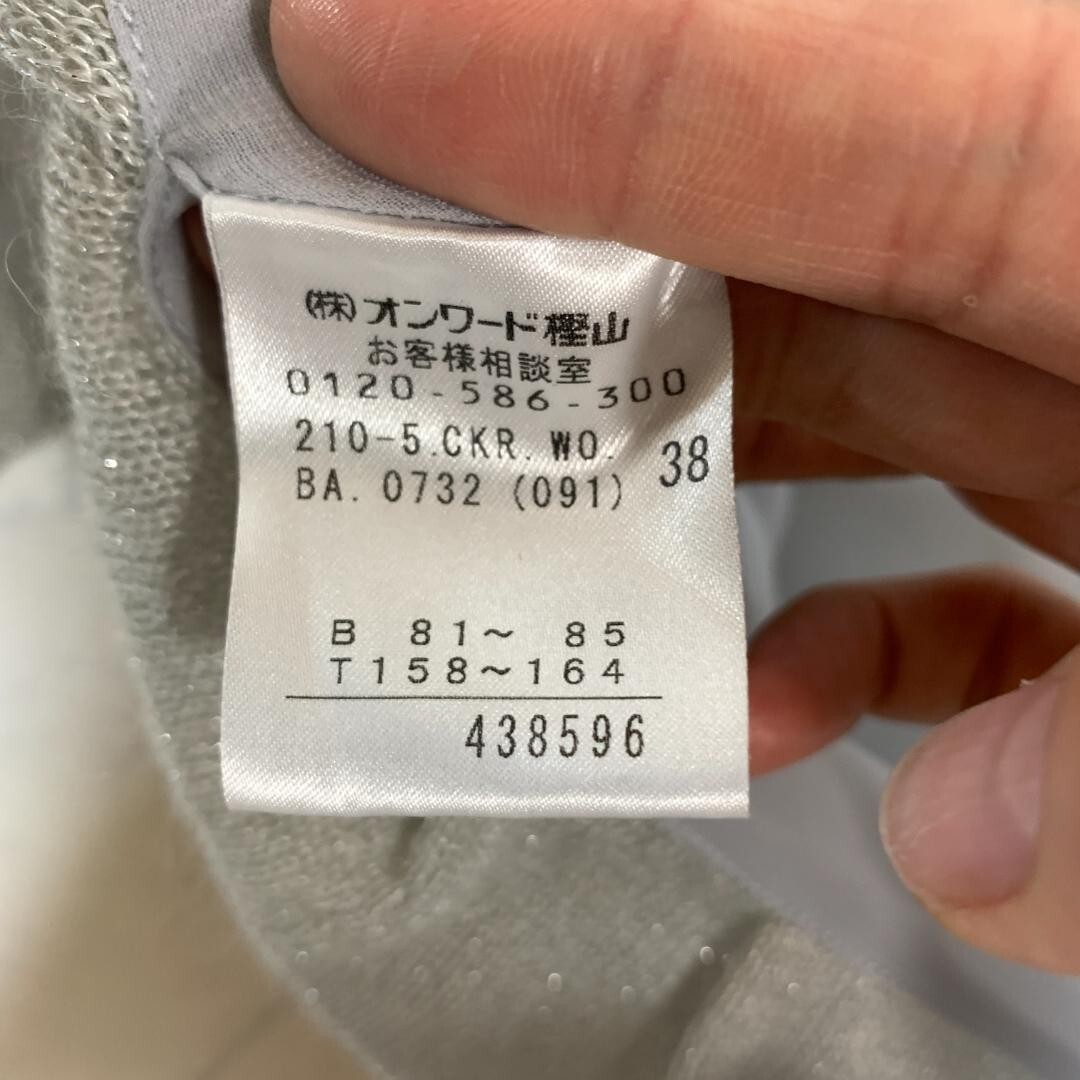 (株)オンワード樫山
お客様相談室
0120-586-300
210-5.CKR.WO. 38
BA.0732(091)
B 81～ 85
T158～164
438596